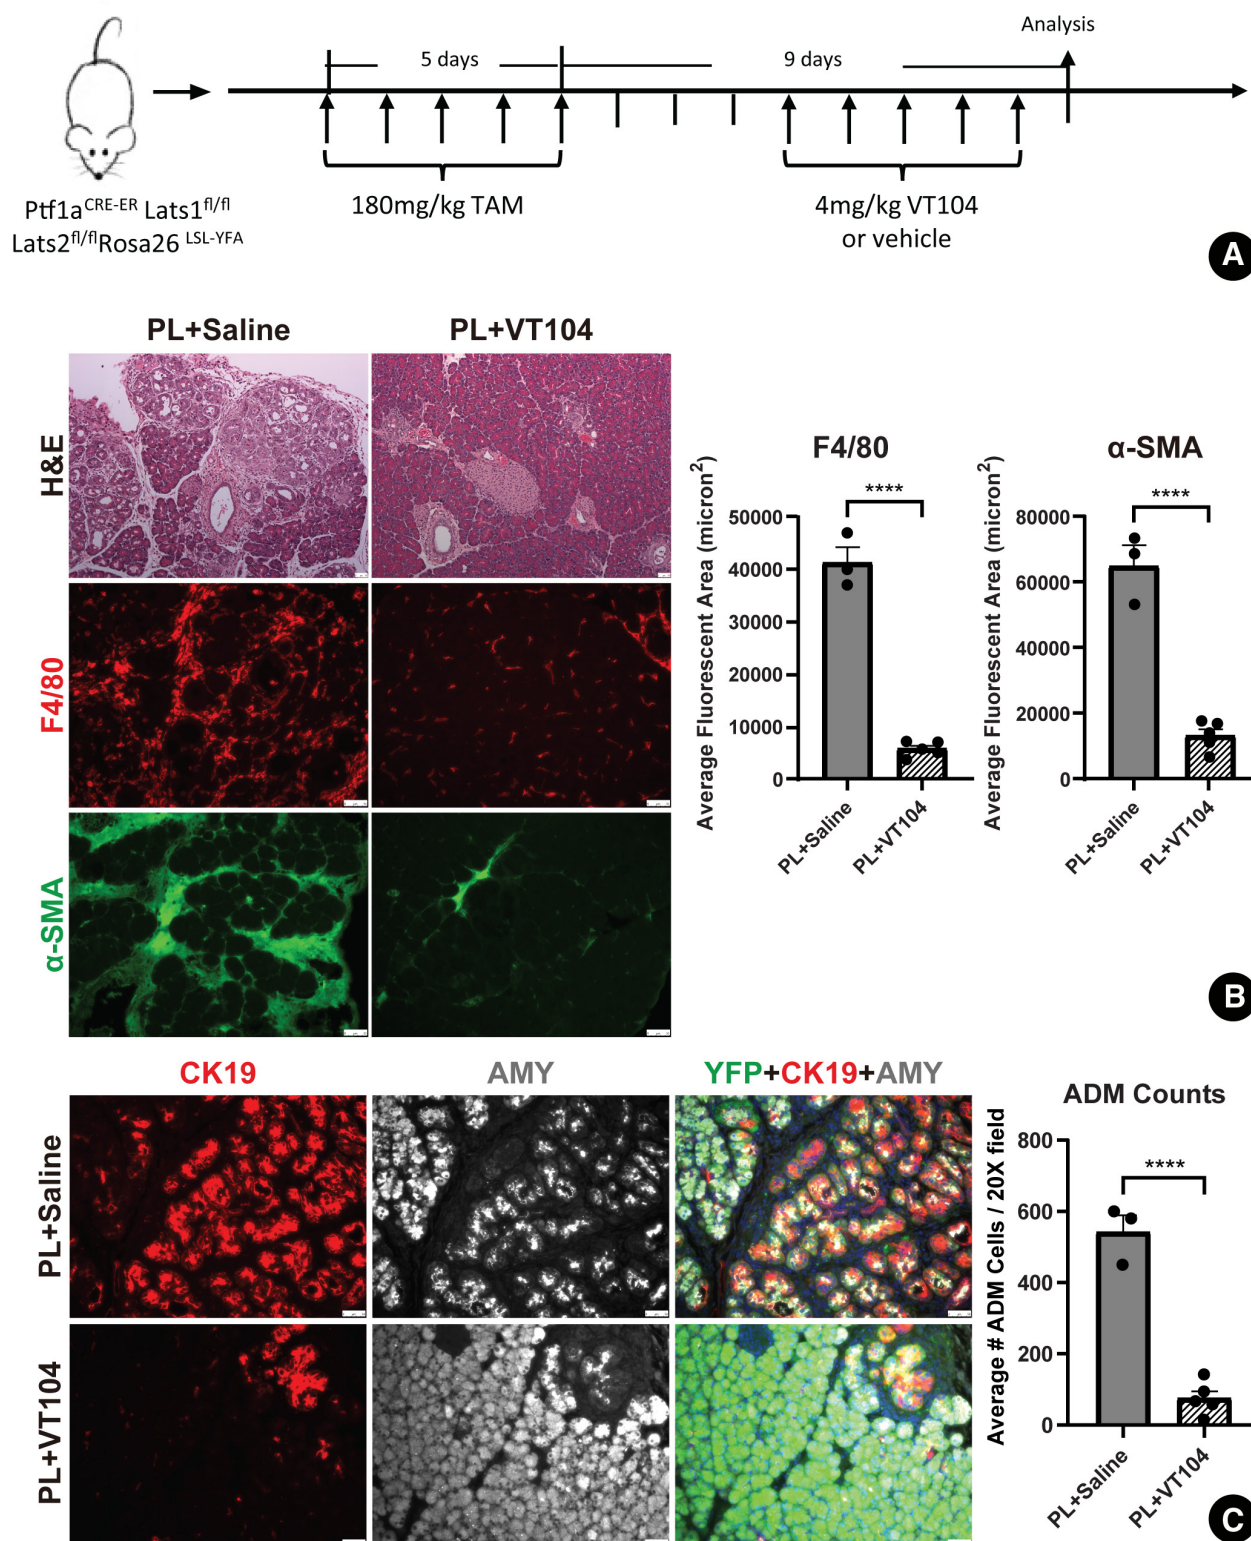 Analysis
5 days
9 days
180mg/kg TAM
4mg/kg VT104
or vehicle
Ptf1a^CRE-ER Lats1^fl/fl
Lats2^fl/fl Rosa26 ^LSL-YFA
A
PL+Saline
PL+VT104
H&E
F4/80
α-SMA
F4/80
Average Fluorescent Area (micron²)
****
50000
40000
30000
20000
10000
0
PL+Saline
PL+VT104
α-SMA
Average Fluorescent Area (micron²)
****
80000
60000
40000
20000
0
PL+Saline
PL+VT104
B
CK19
AMY
YFP+CK19+AMY
PL+Saline
PL+VT104
ADM Counts
Average # ADM Cells / 20X field
****
800
600
400
200
0
PL+Saline
PL+VT104
C